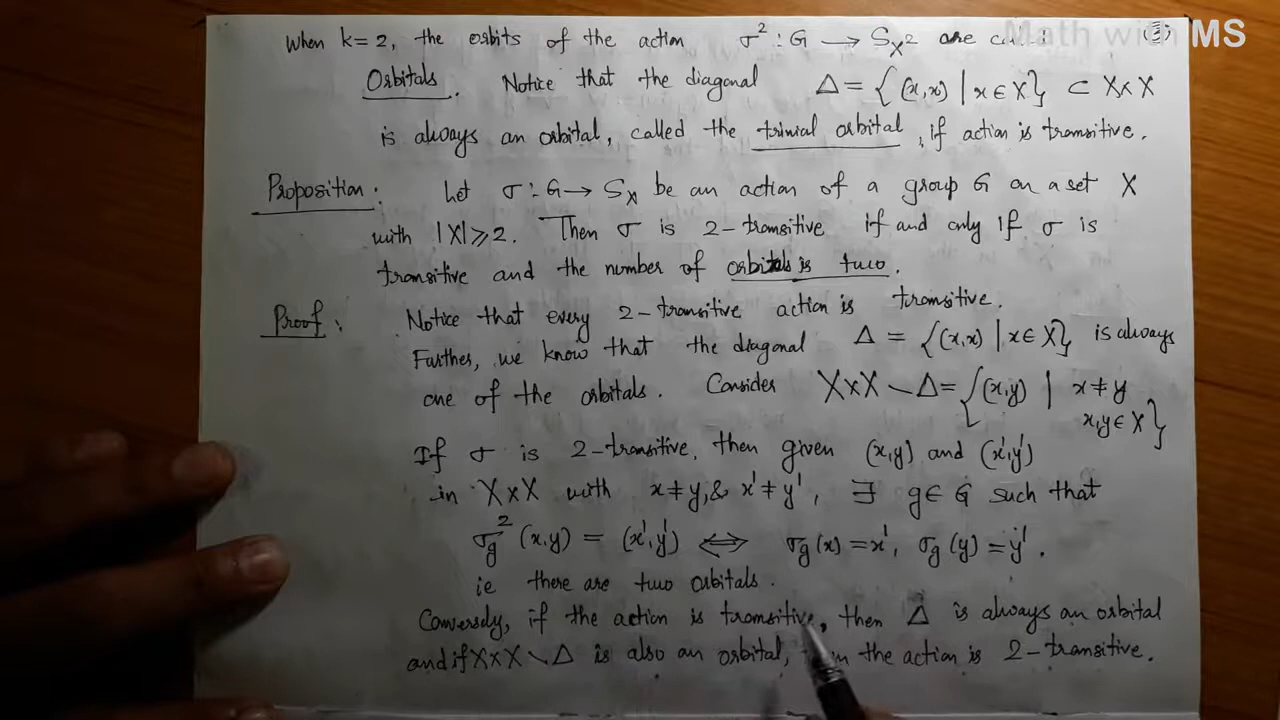 When k=2, the orbits of the action σ² : G → S_X² are
Orbitals. Notice that the diagonal Δ = {(x,x) | x ∈ X} ⊂ X×X
is always an orbital, called the trivial orbital, if action is transitive.
Proposition: Let σ : G → S_X be an action of a group G on a set X
with |X| ≥ 2. Then σ is 2-transitive if and only if σ is
transitive and the number of orbitals is two.
Proof: Notice that every 2-transitive action is transitive.
Further, we know that the diagonal Δ = {(x,x) | x ∈ X} is always
one of the orbitals. Consider X×X \ Δ = {(x,y) | x ≠ y
x,y ∈ X}
If σ is 2-transitive, then given (x,y) and (x',y')
in X×X with x ≠ y, & x' ≠ y', ∃ g ∈ G such that
σ_g² (x,y) = (x',y') ⇔ σ_g(x) = x', σ_g(y) = y'.
ie there are two orbitals.
Conversely, if the action is transitive, then Δ is always an orbital
and if X×X \ Δ is also an orbital, the action is 2-transitive.
Math with MS